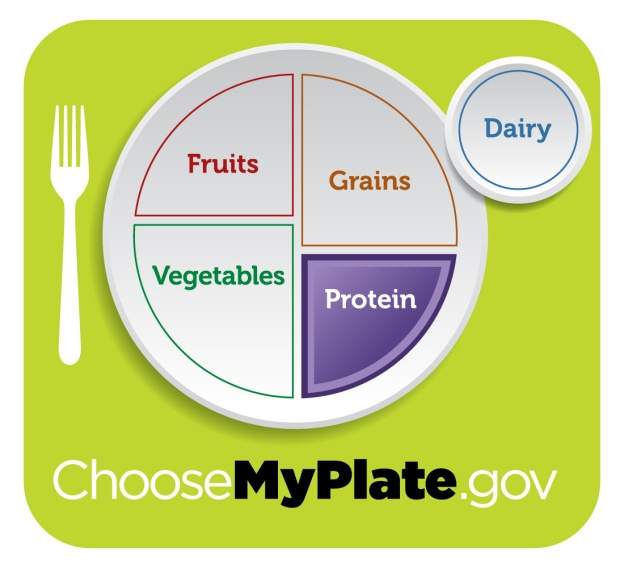 Fruits
Grains
Dairy
Vegetables
Protein
ChooseMyPlate.gov